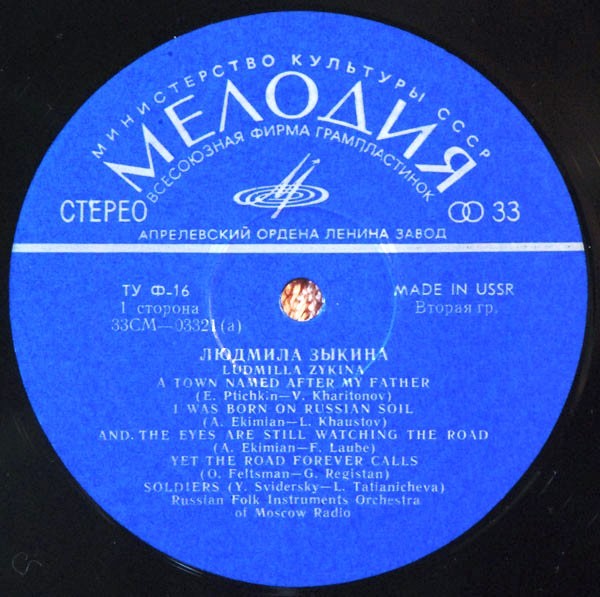 МИНИСТЕРСТВО КУЛЬТУРЫ СССР
МЕЛОДИЯ
ВСЕСОЮЗНАЯ ФИРМА ГРАМПЛАСТИНОК
СТЕРЕО
33
АПРЕЛЕВСКИЙ ОРДЕНА ЛЕНИНА ЗАВОД
ТУ Ф-16
MADE IN USSR
1 сторона
Вторая гр.
33СМ—03321(а)
ЛЮДМИЛА ЗЫКИНА
LUDMILLA ZYKINA
A TOWN NAMED AFTER MY FATHER
(E. Ptichkin—V. Kharitonov)
I WAS BORN ON RUSSIAN SOIL
(A. Ekimian—L. Khaustov)
AND. THE EYES ARE STILL WATCHING THE ROAD
(A. Ekimian—F. Laube)
YET THE ROAD FOREVER CALLS
(O. Feltsman—G. Registan)
SOLDIERS (Y. Svidersky—L. Tatianicheva)
Russian Folk Instruments Orchestra
of Moscow Radio